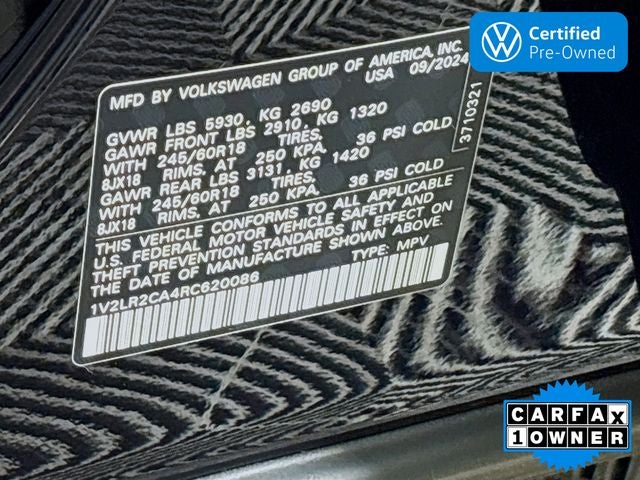 Certified
Pre-Owned
MFD BY VOLKSWAGEN GROUP OF AMERICA, INC.
USA 09/2024
GVWR LBS 5930, KG 2690
GAWR FRONT LBS 2910, KG 1320
WITH 245/60R18 TIRES,
8JX18 RIMS, AT 250 KPA, 36 PSI COLD
GAWR REAR LBS 3131, KG 1420
WITH 245/60R18 TIRES,
8JX18 RIMS, AT 250 KPA, 36 PSI COLD
THIS VEHICLE CONFORMS TO ALL APPLICABLE
U.S. FEDERAL MOTOR VEHICLE SAFETY AND
THEFT PREVENTION STANDARDS IN EFFECT ON
THE DATE OF MANUFACTURE SHOWN ABOVE.
1V2LR2CA4RC620086 TYPE: MPV
3710321
CARFAX
1 OWNER